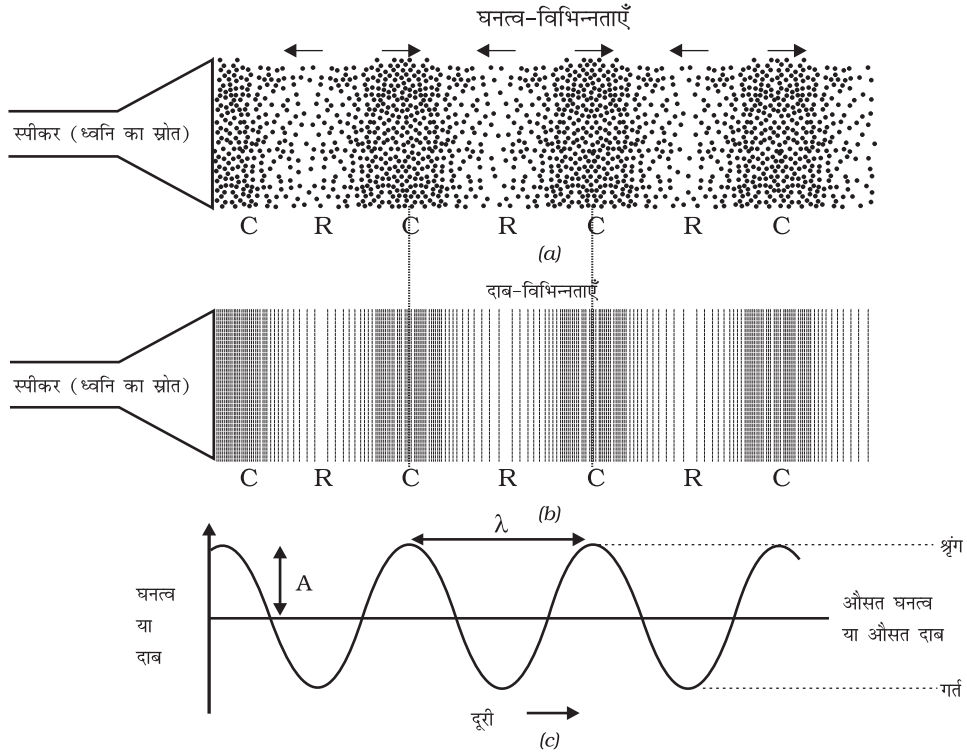 घनत्व-विभिन्नताएँ
स्पीकर (ध्वनि का स्रोत)
C R C R C R C
(a)
दाब-विभिन्नताएँ
स्पीकर (ध्वनि का स्रोत)
C R C R C R C
(b)
λ
श्रृंग
A
घनत्व
या
दाब
औसत घनत्व
या औसत दाब
गर्त
दूरी
(c)